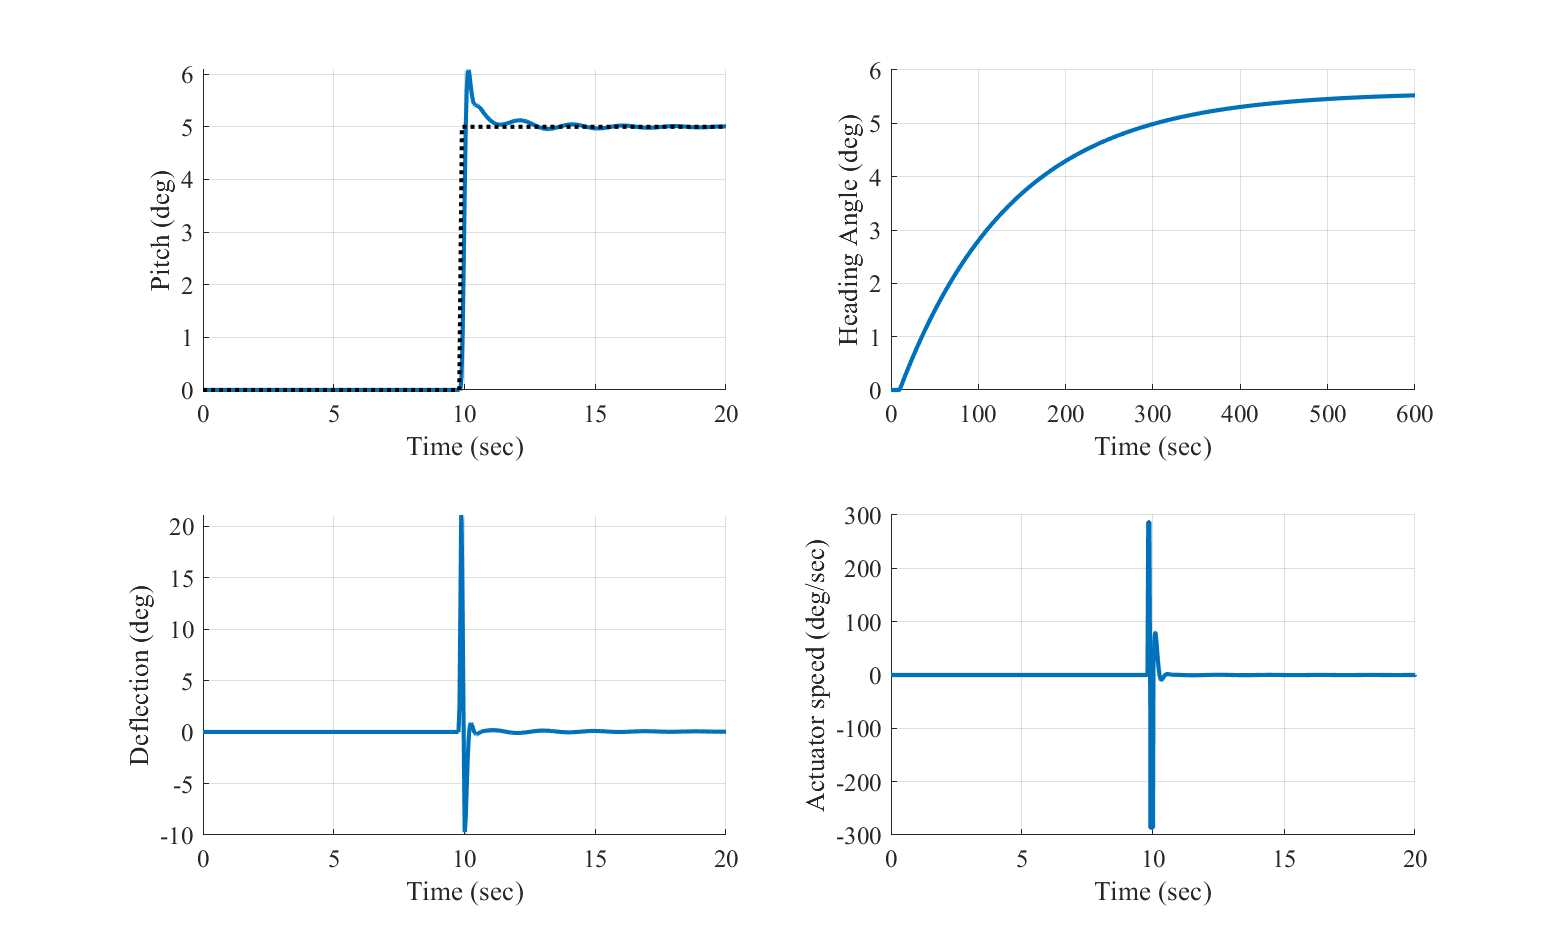 6
5
4
3
2
1
0
0 5 10 15 20
Pitch (deg)
Time (sec)
6
5
4
3
2
1
0
0 100 200 300 400 500 600
Heading Angle (deg)
Time (sec)
20
15
10
5
0
-5
-10
0 5 10 15 20
Deflection (deg)
Time (sec)
300
200
100
0
-100
-200
-300
0 5 10 15 20
Actuator speed (deg/sec)
Time (sec)